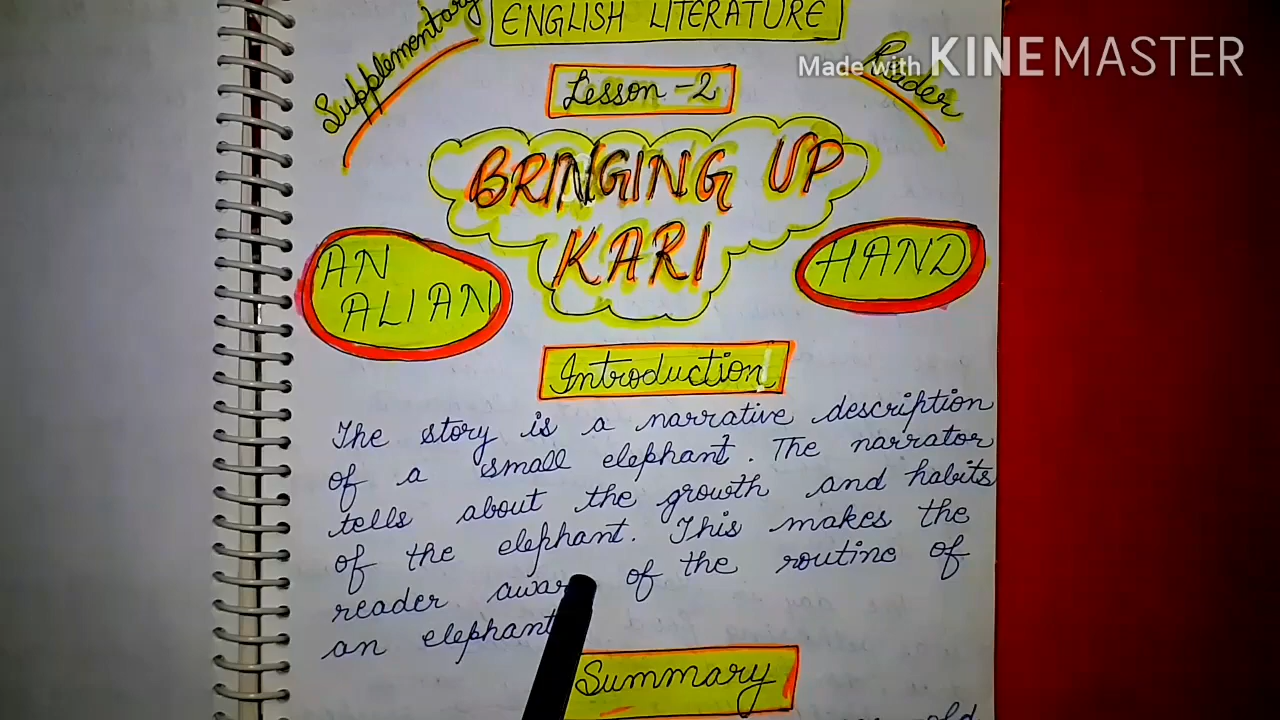 ENGLISH LITERATURE
Supplementary
Reader
Made with KINEMASTER
Lesson -2
BRINGING UP
KARI
AN
ALIAN
HAND
Introduction
The story is a narrative description
of a small elephant. The narrator
tells about the growth and habits
of the elephant. This makes the
reader aware of the routine of
an elephant
Summary
old